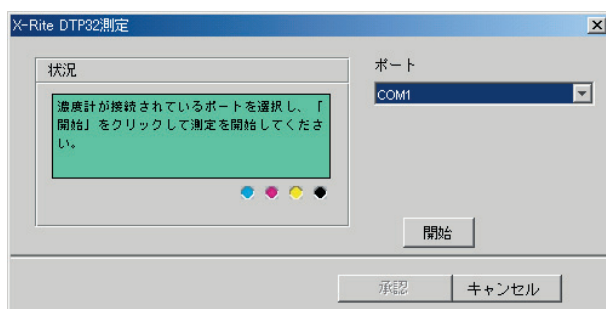 X-Rite DTP32測定
状況
濃度計が接続されているポートを選択し、「
開始」をクリックして測定を開始してくださ
い。
ポート
COM1
開始
承認
キャンセル